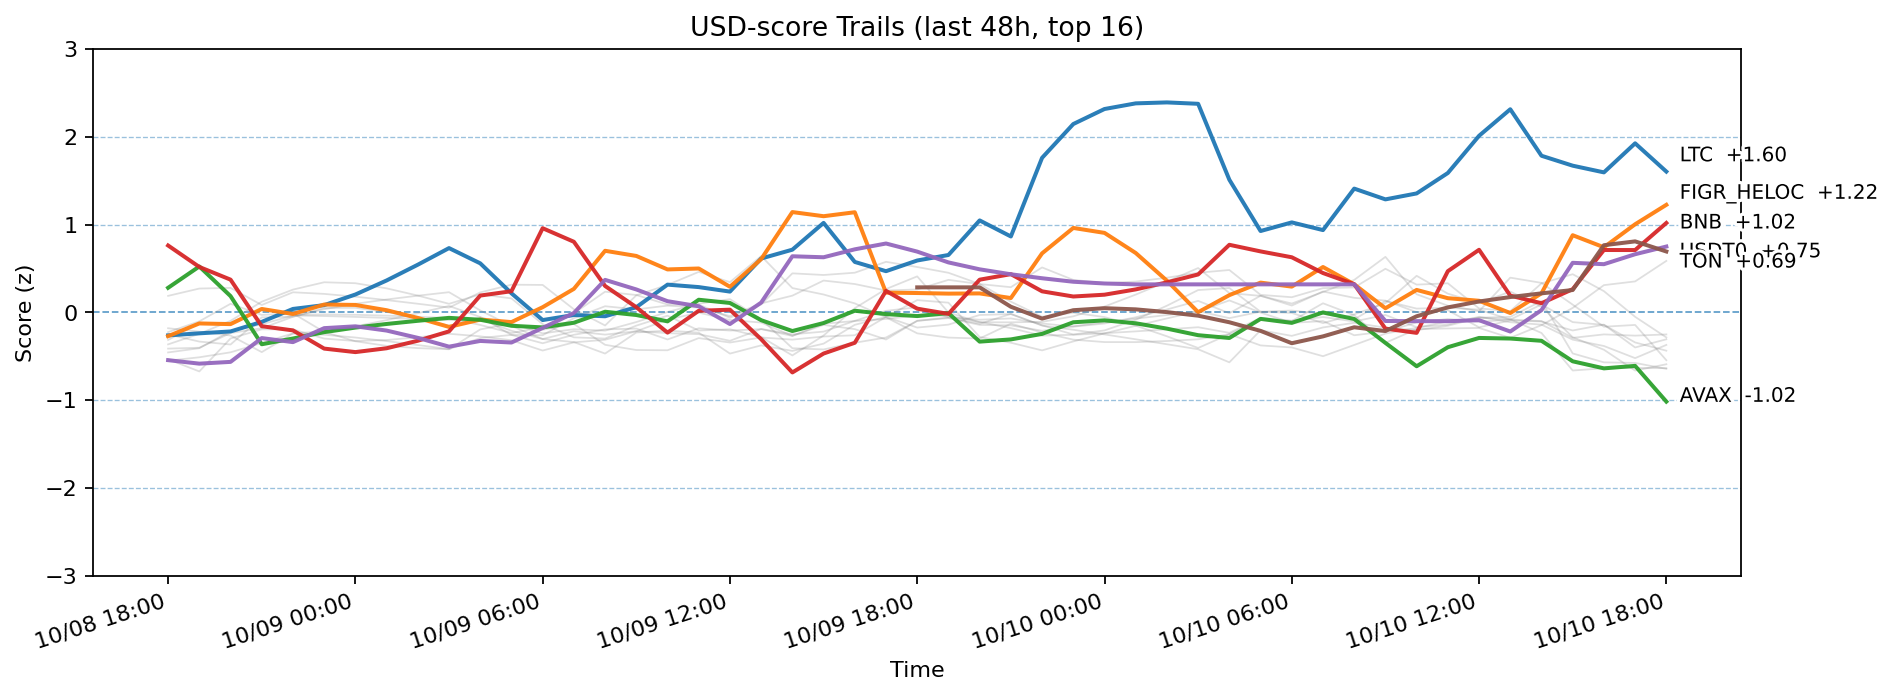 USD-score Trails (last 48h, top 16)
3
2
1
0
−1
−2
−3
Score (z)
LTC +1.60
FIGR_HELOC +1.22
BNB +1.02
USDT0 +0.75
TON +0.69
AVAX -1.02
10/08 18:00
10/09 00:00
10/09 06:00
10/09 12:00
10/09 18:00
10/10 00:00
10/10 06:00
10/10 12:00
10/10 18:00
Time